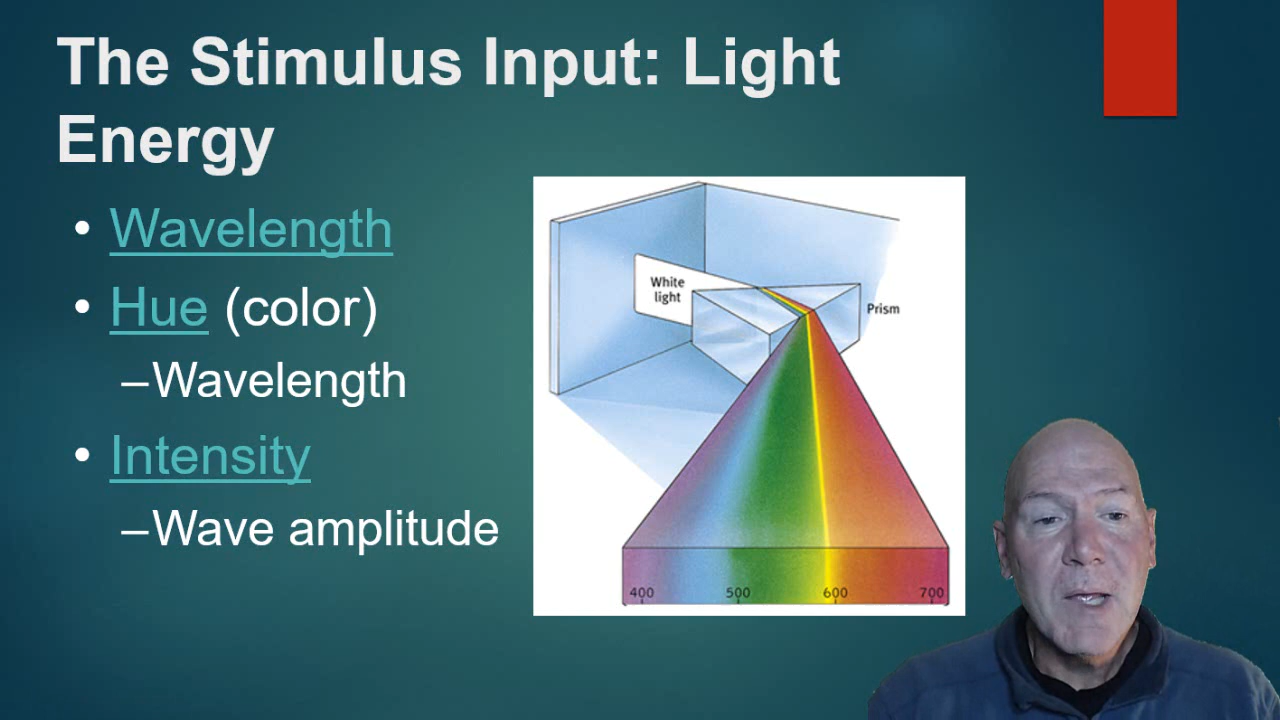 The Stimulus Input: Light
Energy
• Wavelength
• Hue (color)
–Wavelength
• Intensity
–Wave amplitude
White
light
Prism
400 500 600 700